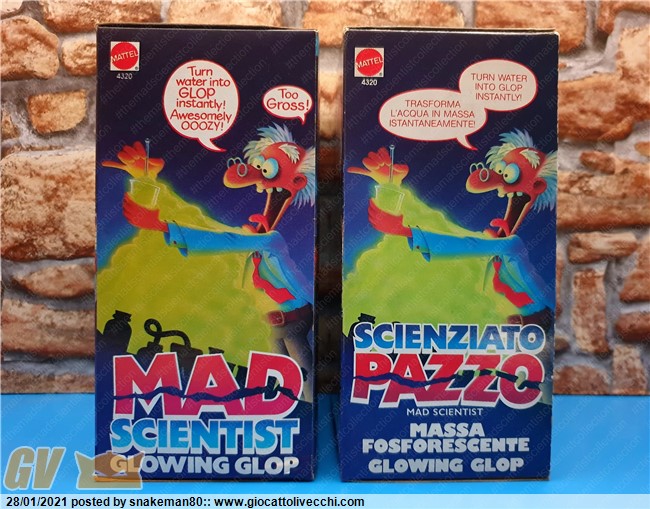 MATTEL
4320
Turn
water into
GLOP
instantly!
Awesomely
OOOZY!
Too
Gross!
MAD
SCIENTIST
GLOWING GLOP
MATTEL
4320
TURN WATER
INTO GLOP
INSTANTLY!
TRASFORMA
L'ACQUA IN MASSA
ISTANTANEAMENTE!
SCIENZIATO
PAZZO
MAD SCIENTIST
MASSA
FOSFORESCENTE
GLOWING GLOP
GV
28/01/2021 posted by snakeman80:: www.giocattolivecchi.com